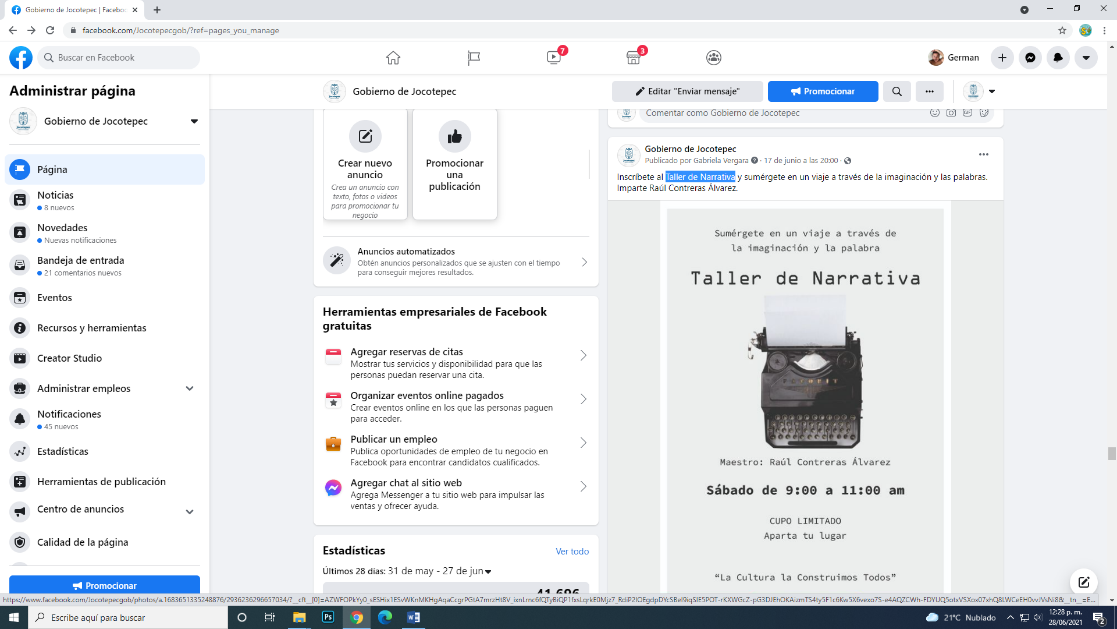 Gobierno de Jocotepec | Facebo
facebook.com/Jocotepecgob/?ref=pages_you_manage
Buscar en Facebook
7
3
German
Administrar página
Gobierno de Jocotepec
Página
Noticias
8 nuevos
Novedades
Nuevas notificaciones
Bandeja de entrada
21 comentarios nuevos
Eventos
Recursos y herramientas
Creator Studio
Administrar empleos
Notificaciones
45 nuevos
Estadísticas
Herramientas de publicación
Centro de anuncios
Calidad de la página
Promocionar
Gobierno de Jocotepec
Editar "Enviar mensaje"
Promocionar
Crear nuevo
anuncio
Crea un anuncio con
texto, fotos o videos
para promocionar tu
negocio
Promocionar
una
publicación
Anuncios automatizados
Obtén anuncios personalizados que se ajusten con el tiempo
para conseguir mejores resultados.
Herramientas empresariales de Facebook
gratuitas
Agregar reservas de citas
Mostrar tus servicios y disponibilidad para que las
personas puedan reservar una cita.
Organizar eventos online pagados
Crear eventos online en los que las personas paguen
para acceder.
Publicar un empleo
Publica oportunidades de empleo de tu negocio en
Facebook para encontrar candidatos cualificados.
Agregar chat al sitio web
Agrega Messenger a tu sitio web para impulsar las
ventas y ofrecer ayuda.
Estadísticas
Ver todo
Últimos 28 días: 31 de may - 27 de jun
41,696
Comentar como Gobierno de Jocotepec
Gobierno de Jocotepec
Publicado por Gabriela Vergara · 17 de junio a las 20:00 ·
Inscríbete al Taller de Narrativa y sumérgete en un viaje a través de la imaginación y las palabras.
Imparte Raúl Contreras Álvarez.
Sumérgete en un viaje a través de
la imaginación y la palabra
Taller de Narrativa
Maestro: Raúl Contreras Álvarez
Sábado de 9:00 a 11:00 am
CUPO LIMITADO
Aparta tu lugar
"La Cultura la Construimos Todos"
Escribe aquí para buscar
21°C Nublado
12:28 p. m.
28/06/2021
2